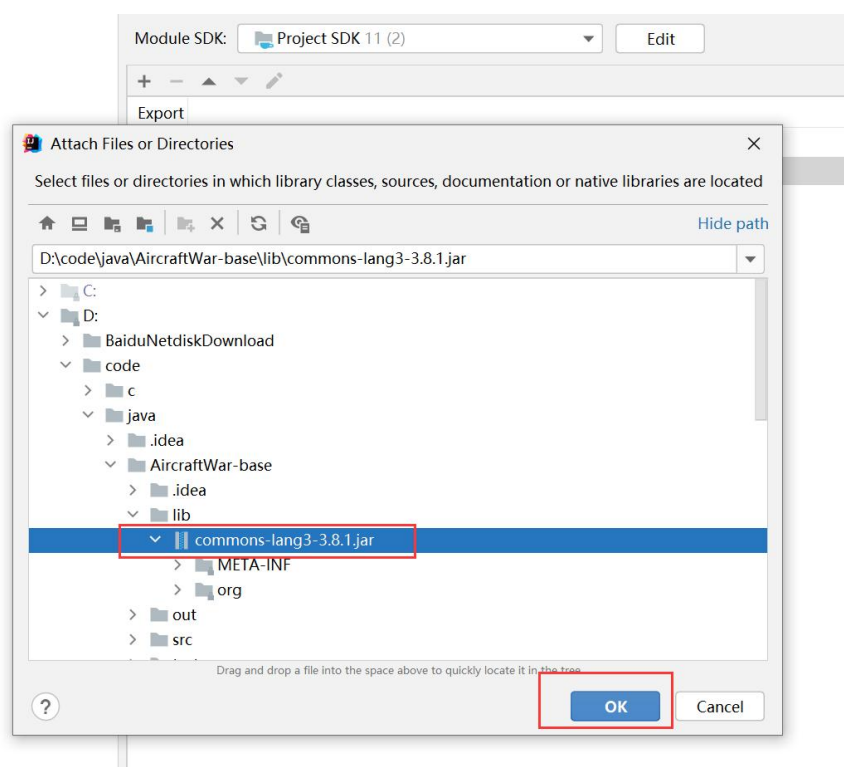 Module SDK: Project SDK 11 (2) Edit
Export
Attach Files or Directories
Select files or directories in which library classes, sources, documentation or native libraries are located
Hide path
D:\code\java\AircraftWar-base\lib\commons-lang3-3.8.1.jar
C:
D:
BaiduNetdiskDownload
code
c
java
.idea
AircraftWar-base
.idea
lib
commons-lang3-3.8.1.jar
META-INF
org
out
src
Drag and drop a file into the space above to quickly locate it in the tree
? OK Cancel